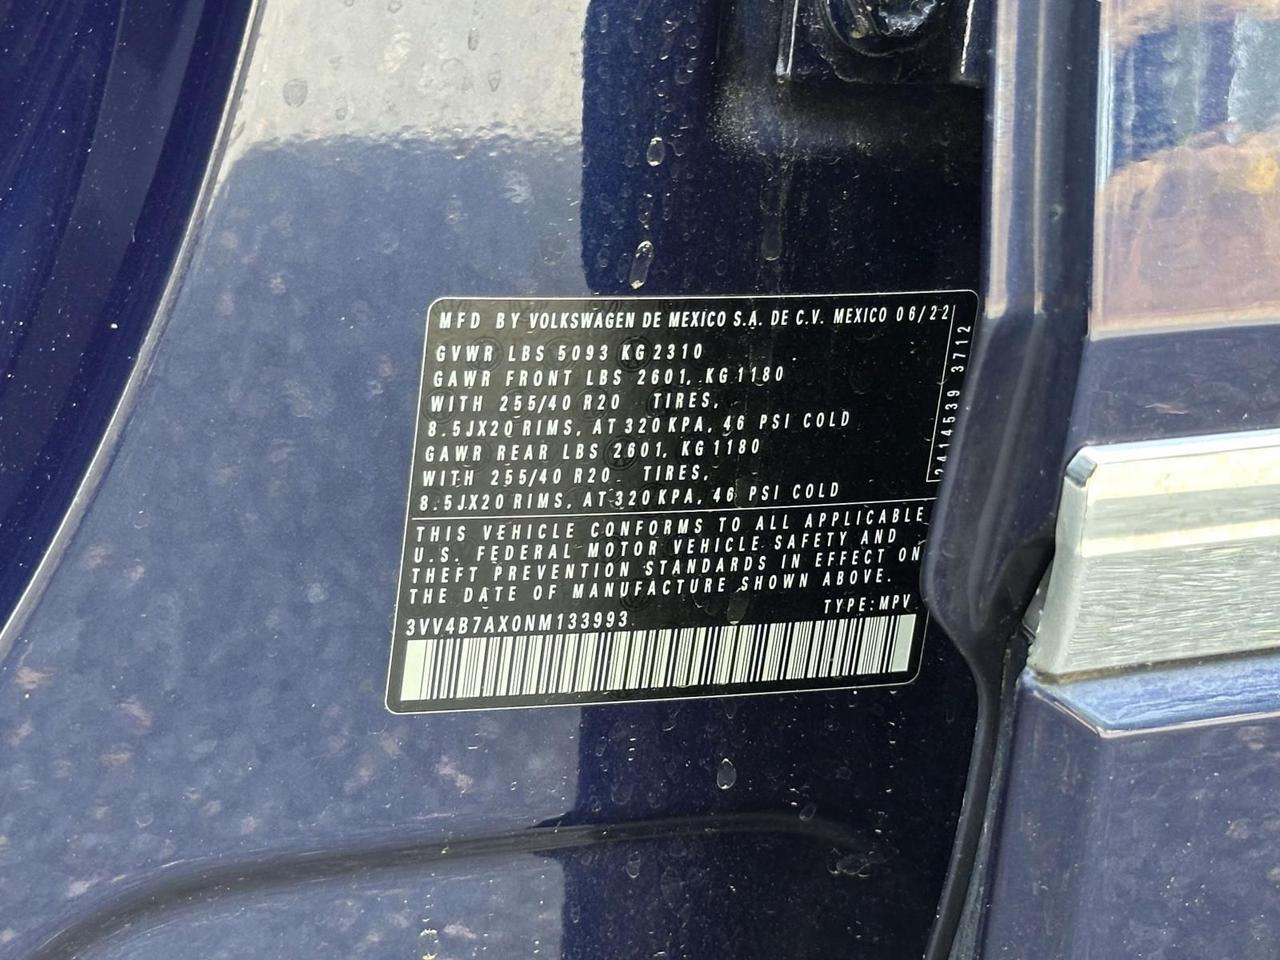 MFD BY VOLKSWAGEN DE MEXICO S.A. DE C.V. MEXICO 06/22
GVWR LBS 5093 KG 2310
GAWR FRONT LBS 2601, KG 1180
WITH 255/40 R20 TIRES,
8.5JX20 RIMS, AT 320 KPA, 46 PSI COLD
GAWR REAR LBS 2601, KG 1180
WITH 255/40 R20 TIRES,
8.5JX20 RIMS, AT 320 KPA, 46 PSI COLD
2414539 3712
THIS VEHICLE CONFORMS TO ALL APPLICABLE
U.S. FEDERAL MOTOR VEHICLE SAFETY AND
THEFT PREVENTION STANDARDS IN EFFECT ON
THE DATE OF MANUFACTURE SHOWN ABOVE.
TYPE:MPV
3VV4B7AX0NM133993